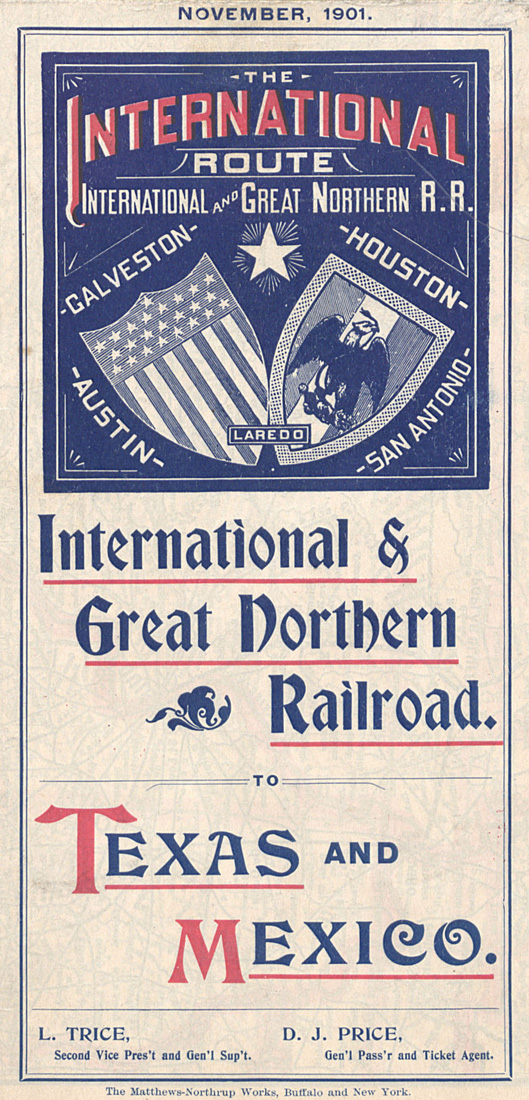 NOVEMBER, 1901.
- THE -
INTERNATIONAL
ROUTE
INTERNATIONAL AND GREAT NORTHERN R.R.
-GALVESTON-
-HOUSTON-
-AUSTIN-
-SAN ANTONIO-
LAREDO
International &
Great Northern
Railroad.
TO
TEXAS AND
MEXICO.
L. TRICE,
Second Vice Pres't and Gen'l Sup't.
D. J. PRICE,
Gen'l Pass'r and Ticket Agent.
The Matthews-Northrup Works, Buffalo and New York.